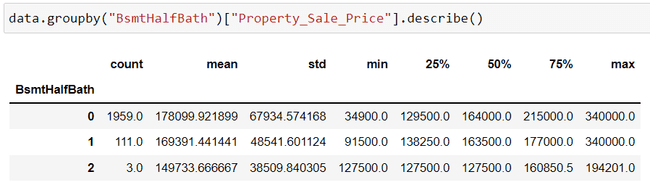 data.groupby("BsmtHalfBath")["Property_Sale_Price"].describe()
count mean std min 25% 50% 75% max
BsmtHalfBath
0 1959.0 178099.921899 67934.574168 34900.0 129500.0 164000.0 215000.0 340000.0
1 111.0 169391.441441 48541.601124 91500.0 138250.0 163500.0 177000.0 340000.0
2 3.0 149733.666667 38509.840305 127500.0 127500.0 127500.0 160850.5 194201.0